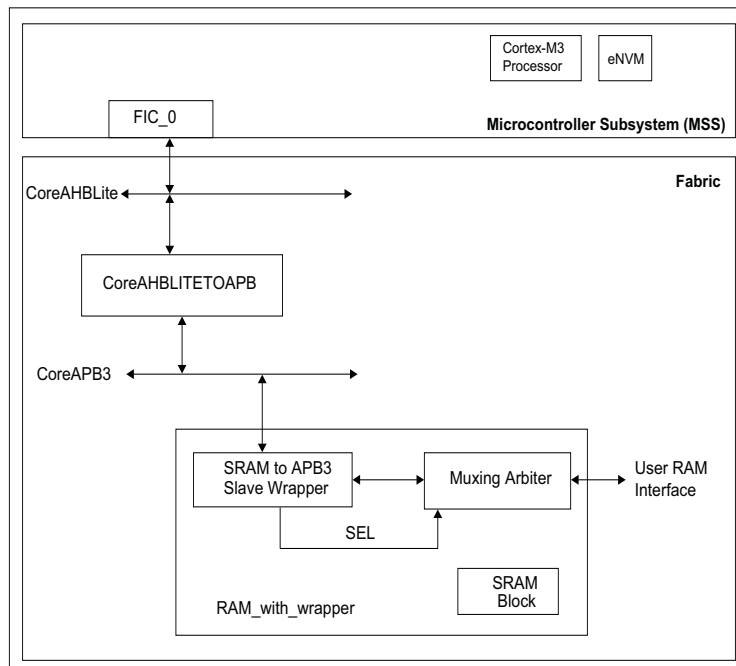 Cortex-M3
Processor
eNVM
FIC_0
Microcontroller Subsystem (MSS)
Fabric
CoreAHBLite
CoreAHBLITETOAPB
CoreAPB3
SRAM to APB3
Slave Wrapper
Muxing Arbiter
User RAM
Interface
SEL
SRAM
Block
RAM_with_wrapper